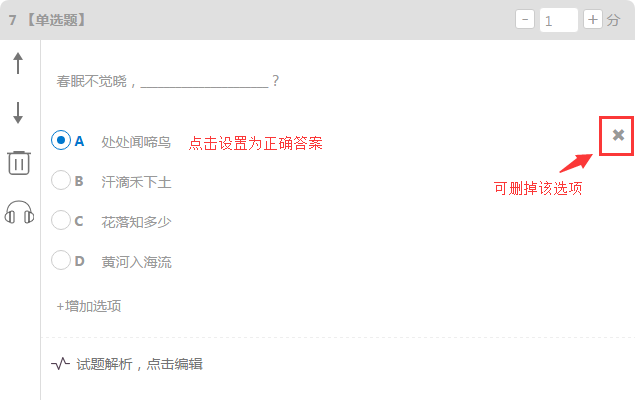 7 【单选题】 - 1 + 分
春眠不觉晓，__________________？
A 处处闻啼鸟 点击设置为正确答案
B 汗滴禾下土 可删掉该选项
C 花落知多少
D 黄河入海流
+增加选项
试题解析，点击编辑